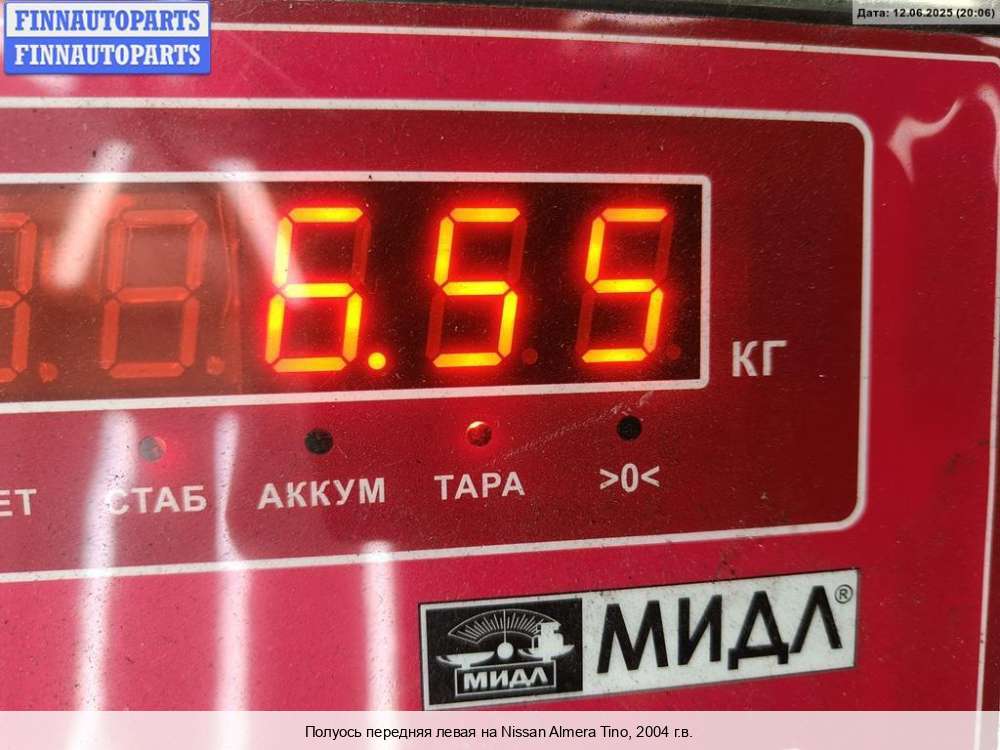 FINNAUTOPARTS
FINNAUTOPARTS
Дата: 12.06.2025 (20:06)
6.55
КГ
ЕТ СТАБ АККУМ ТАРА >0<
МИДЛ МИДЛ®
Полуось передняя левая на Nissan Almera Tino, 2004 г.в.